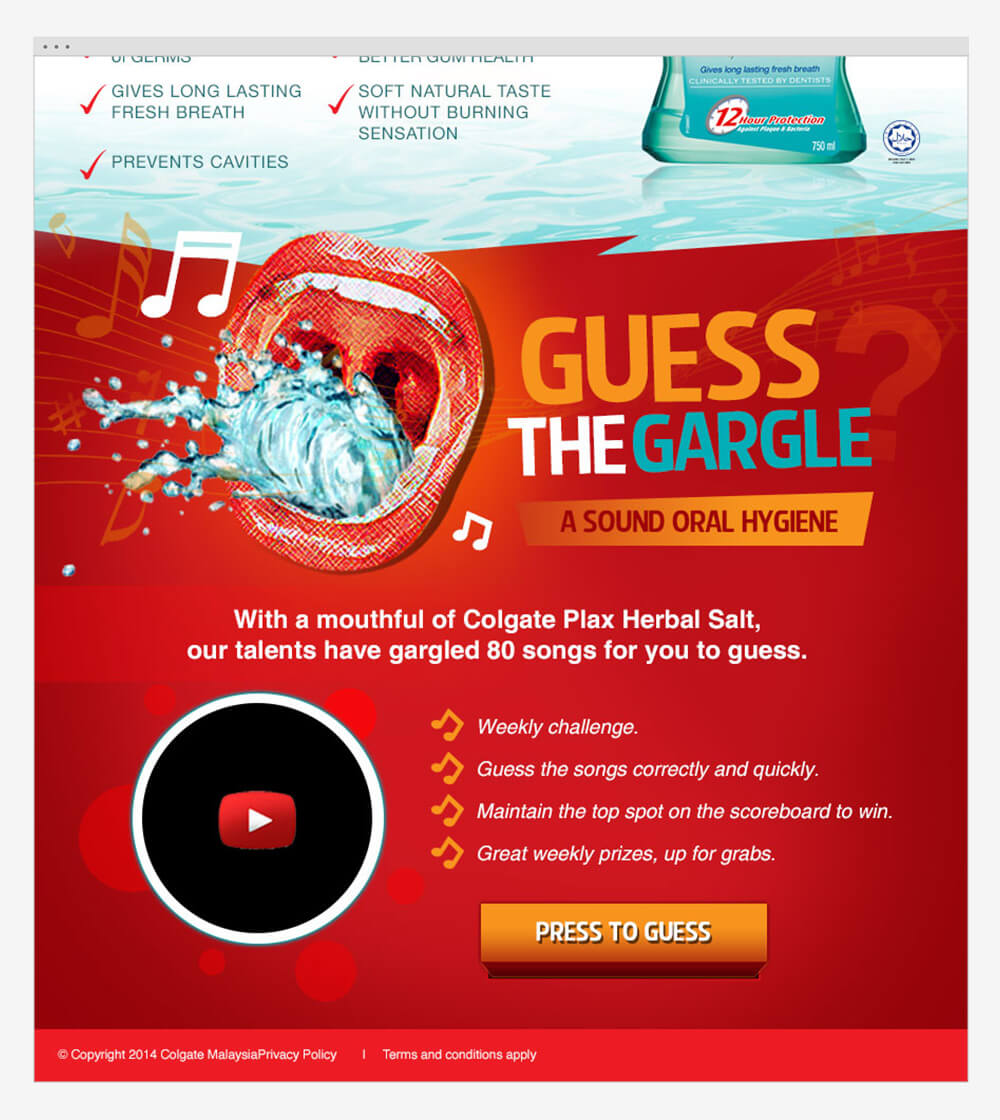 OF GERMS
BETTER GUM HEALTH
GIVES LONG LASTING
FRESH BREATH
SOFT NATURAL TASTE
WITHOUT BURNING
SENSATION
PREVENTS CAVITIES
Gives long lasting fresh breath
CLINICALLY TESTED BY DENTISTS
12 Hour Protection
Against Plaque & Bacteria
750 ml
GUESS
THE GARGLE
?
A SOUND ORAL HYGIENE
With a mouthful of Colgate Plax Herbal Salt,
our talents have gargled 80 songs for you to guess.
Weekly challenge.
Guess the songs correctly and quickly.
Maintain the top spot on the scoreboard to win.
Great weekly prizes, up for grabs.
PRESS TO GUESS
© Copyright 2014 Colgate MalaysiaPrivacy Policy | Terms and conditions apply